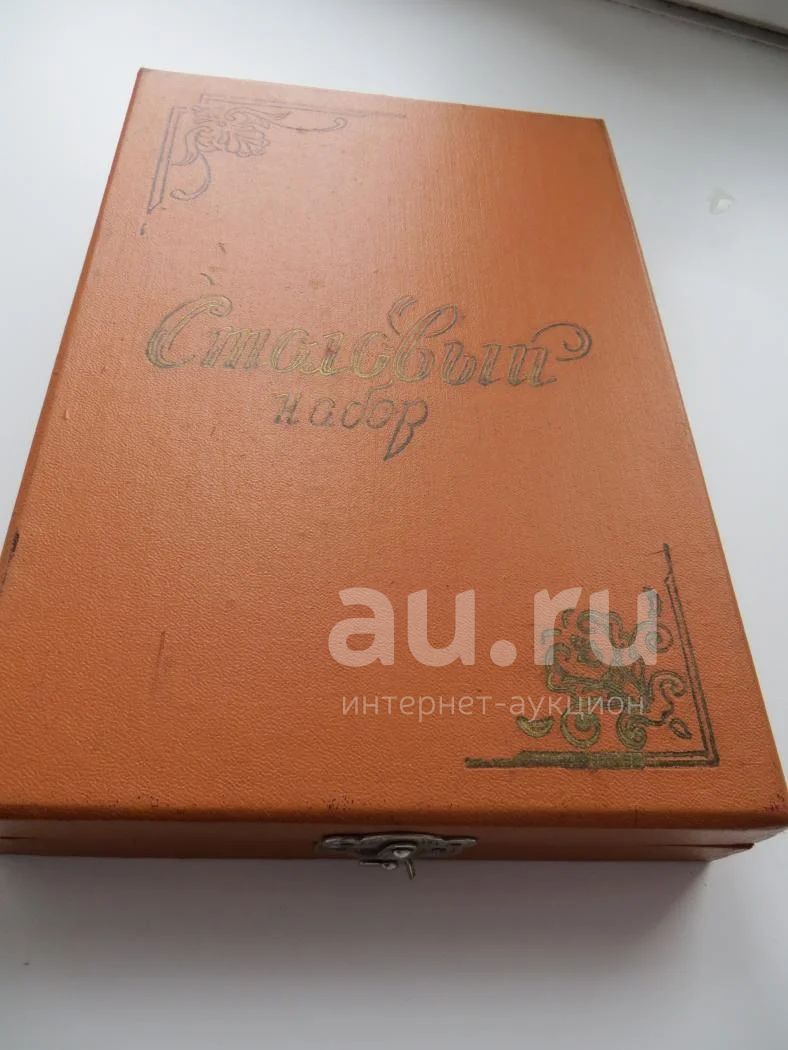 Столовый
набор
au.ru
интернет-аукцион